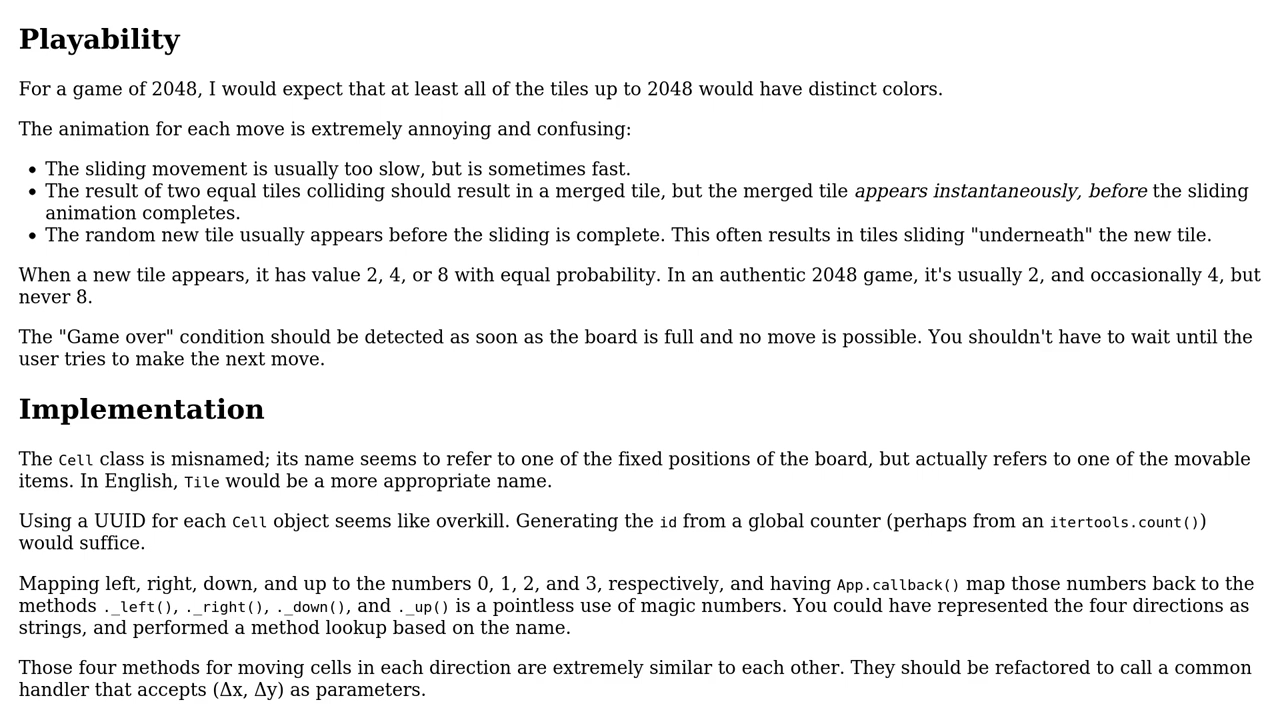 Playability
For a game of 2048, I would expect that at least all of the tiles up to 2048 would have distinct colors.
The animation for each move is extremely annoying and confusing:
• The sliding movement is usually too slow, but is sometimes fast.
• The result of two equal tiles colliding should result in a merged tile, but the merged tile appears instantaneously, before the sliding
animation completes.
• The random new tile usually appears before the sliding is complete. This often results in tiles sliding "underneath" the new tile.
When a new tile appears, it has value 2, 4, or 8 with equal probability. In an authentic 2048 game, it's usually 2, and occasionally 4, but
never 8.
The "Game over" condition should be detected as soon as the board is full and no move is possible. You shouldn't have to wait until the
user tries to make the next move.
Implementation
The Cell class is misnamed; its name seems to refer to one of the fixed positions of the board, but actually refers to one of the movable
items. In English, Tile would be a more appropriate name.
Using a UUID for each Cell object seems like overkill. Generating the id from a global counter (perhaps from an itertools.count())
would suffice.
Mapping left, right, down, and up to the numbers 0, 1, 2, and 3, respectively, and having App.callback() map those numbers back to the
methods ._left(), ._right(), ._down(), and ._up() is a pointless use of magic numbers. You could have represented the four directions as
strings, and performed a method lookup based on the name.
Those four methods for moving cells in each direction are extremely similar to each other. They should be refactored to call a common
handler that accepts (Δx, Δy) as parameters.